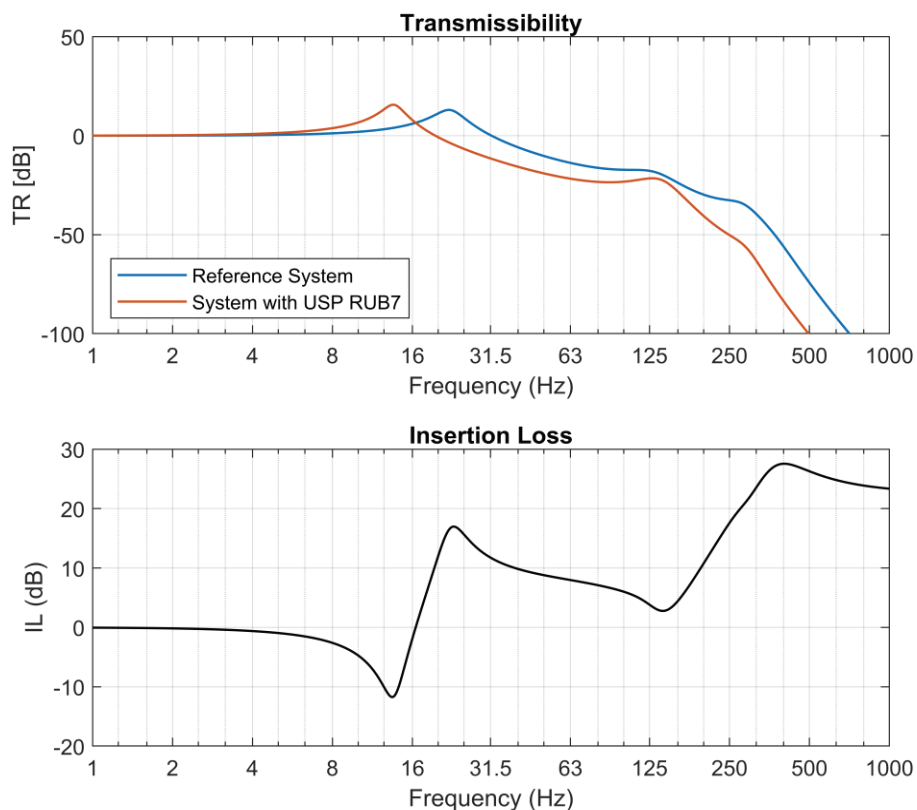 Transmissibility
50
0
-50
-100
TR [dB]
Reference System
System with USP RUB7
1 2 4 8 16 31.5 63 125 250 500 1000
Frequency (Hz)
Insertion Loss
30
20
10
0
-10
-20
IL (dB)
1 2 4 8 16 31.5 63 125 250 500 1000
Frequency (Hz)